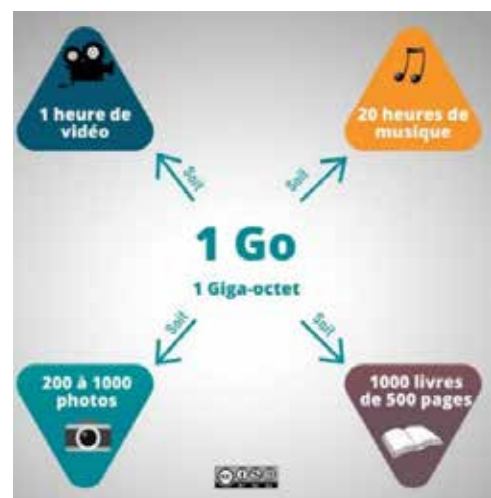 1 heure de
vidéo
20 heures de
musique
Soit
Soit
1 Go
1 Giga-octet
Soit
Soit
200 à 1000
photos
1000 livres
de 500 pages